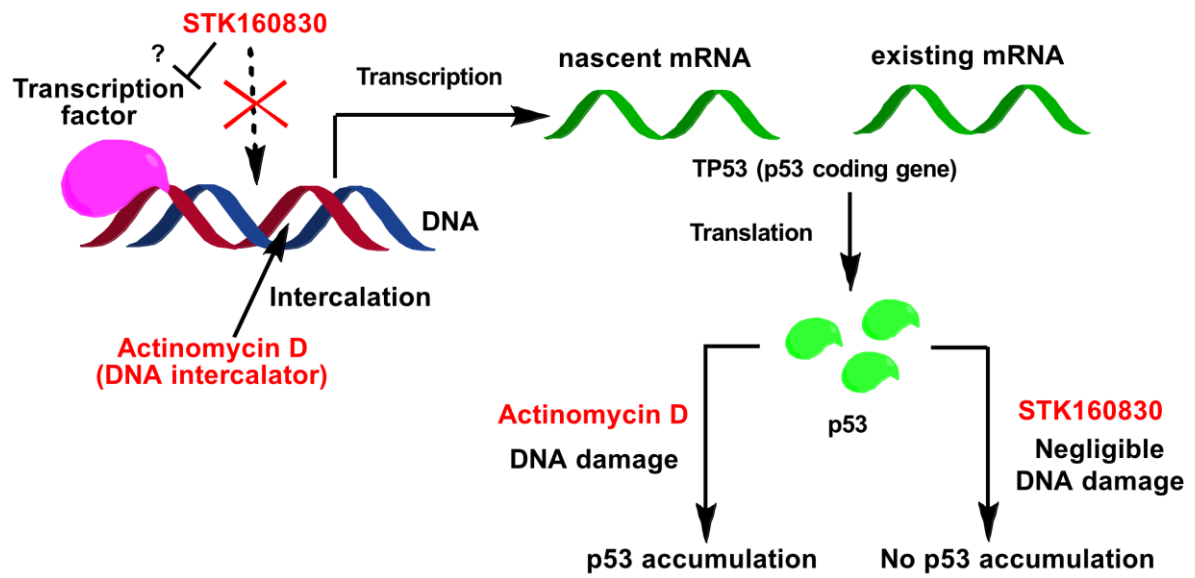 STK160830
?
Transcription
factor
Transcription
nascent mRNA
existing mRNA
TP53 (p53 coding gene)
DNA
Translation
Intercalation
Actinomycin D
(DNA intercalator)
p53
Actinomycin D
DNA damage
STK160830
Negligible
DNA damage
p53 accumulation
No p53 accumulation